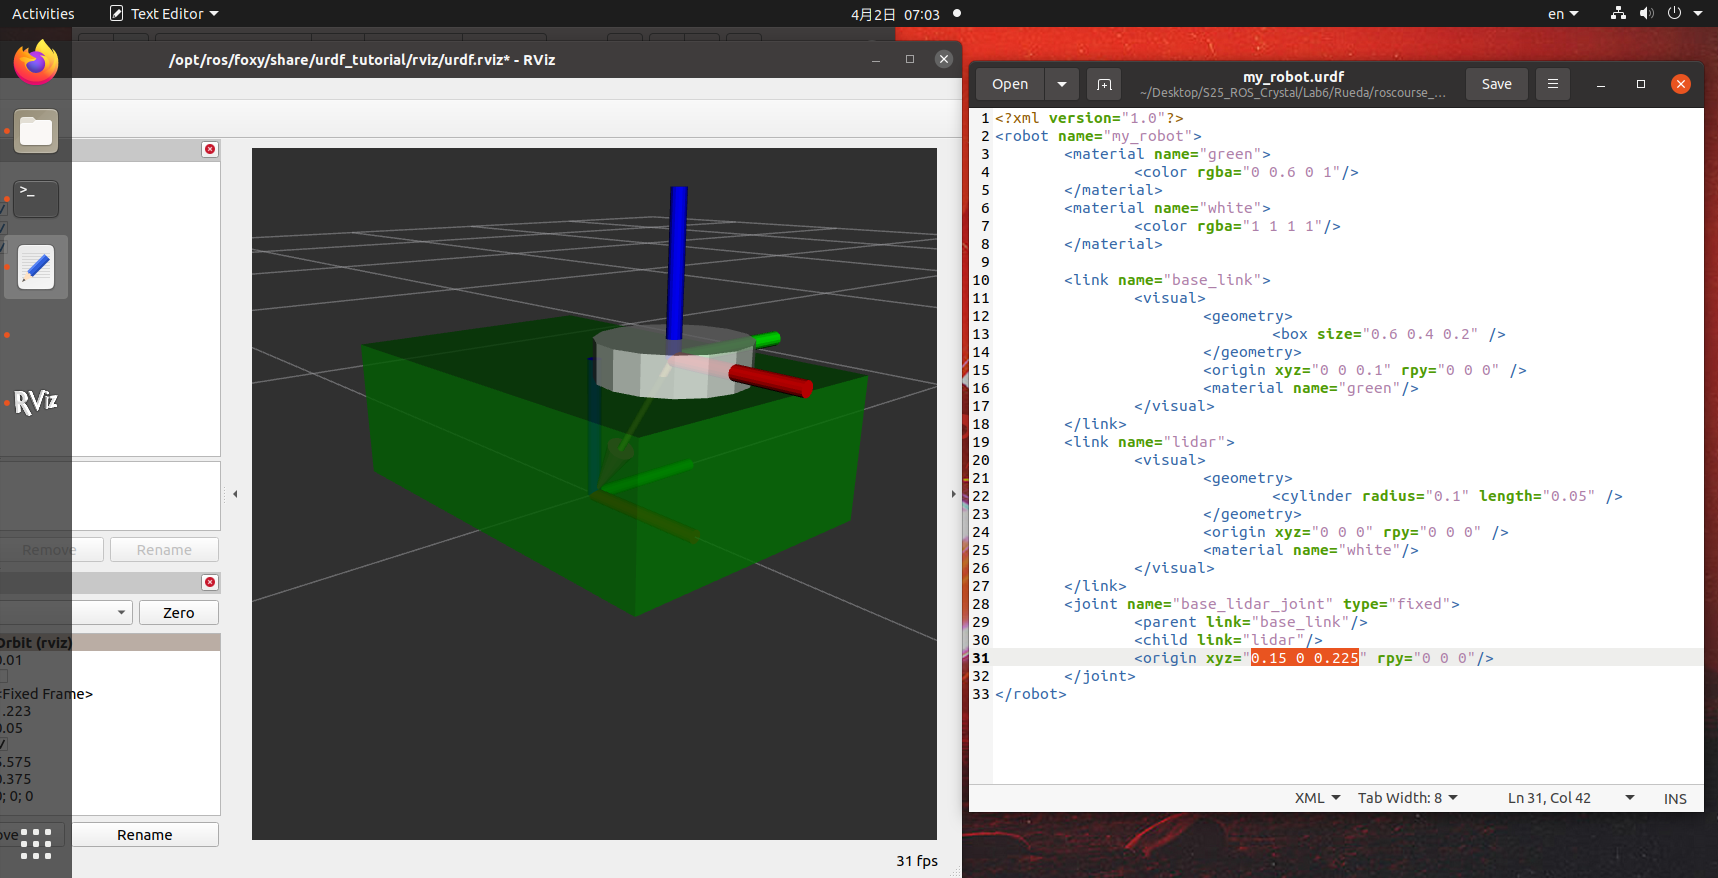 Activities
Text Editor
4月2日 07:03
en
/opt/ros/foxy/share/urdf_tutorial/rviz/urdf.rviz* - RViz
Remove
Rename
Zero
Orbit (rviz)
0.01
<Fixed Frame>
.223
0.05
5.575
0.375
0; 0; 0
ove
Rename
31 fps
>_
RViz
Open
my_robot.urdf
~/Desktop/S25_ROS_Crystal/Lab6/Rueda/roscourse_...
Save
1 <?xml version="1.0"?>
2 <robot name="my_robot">
3 <material name="green">
4 <color rgba="0 0.6 0 1"/>
5 </material>
6 <material name="white">
7 <color rgba="1 1 1 1"/>
8 </material>
9
10 <link name="base_link">
11 <visual>
12 <geometry>
13 <box size="0.6 0.4 0.2" />
14 </geometry>
15 <origin xyz="0 0 0.1" rpy="0 0 0" />
16 <material name="green"/>
17 </visual>
18 </link>
19 <link name="lidar">
20 <visual>
21 <geometry>
22 <cylinder radius="0.1" length="0.05" />
23 </geometry>
24 <origin xyz="0 0 0" rpy="0 0 0" />
25 <material name="white"/>
26 </visual>
27 </link>
28 <joint name="base_lidar_joint" type="fixed">
29 <parent link="base_link"/>
30 <child link="lidar"/>
31 <origin xyz="0.15 0 0.225" rpy="0 0 0"/>
32 </joint>
33 </robot>
XML
Tab Width: 8
Ln 31, Col 42
INS